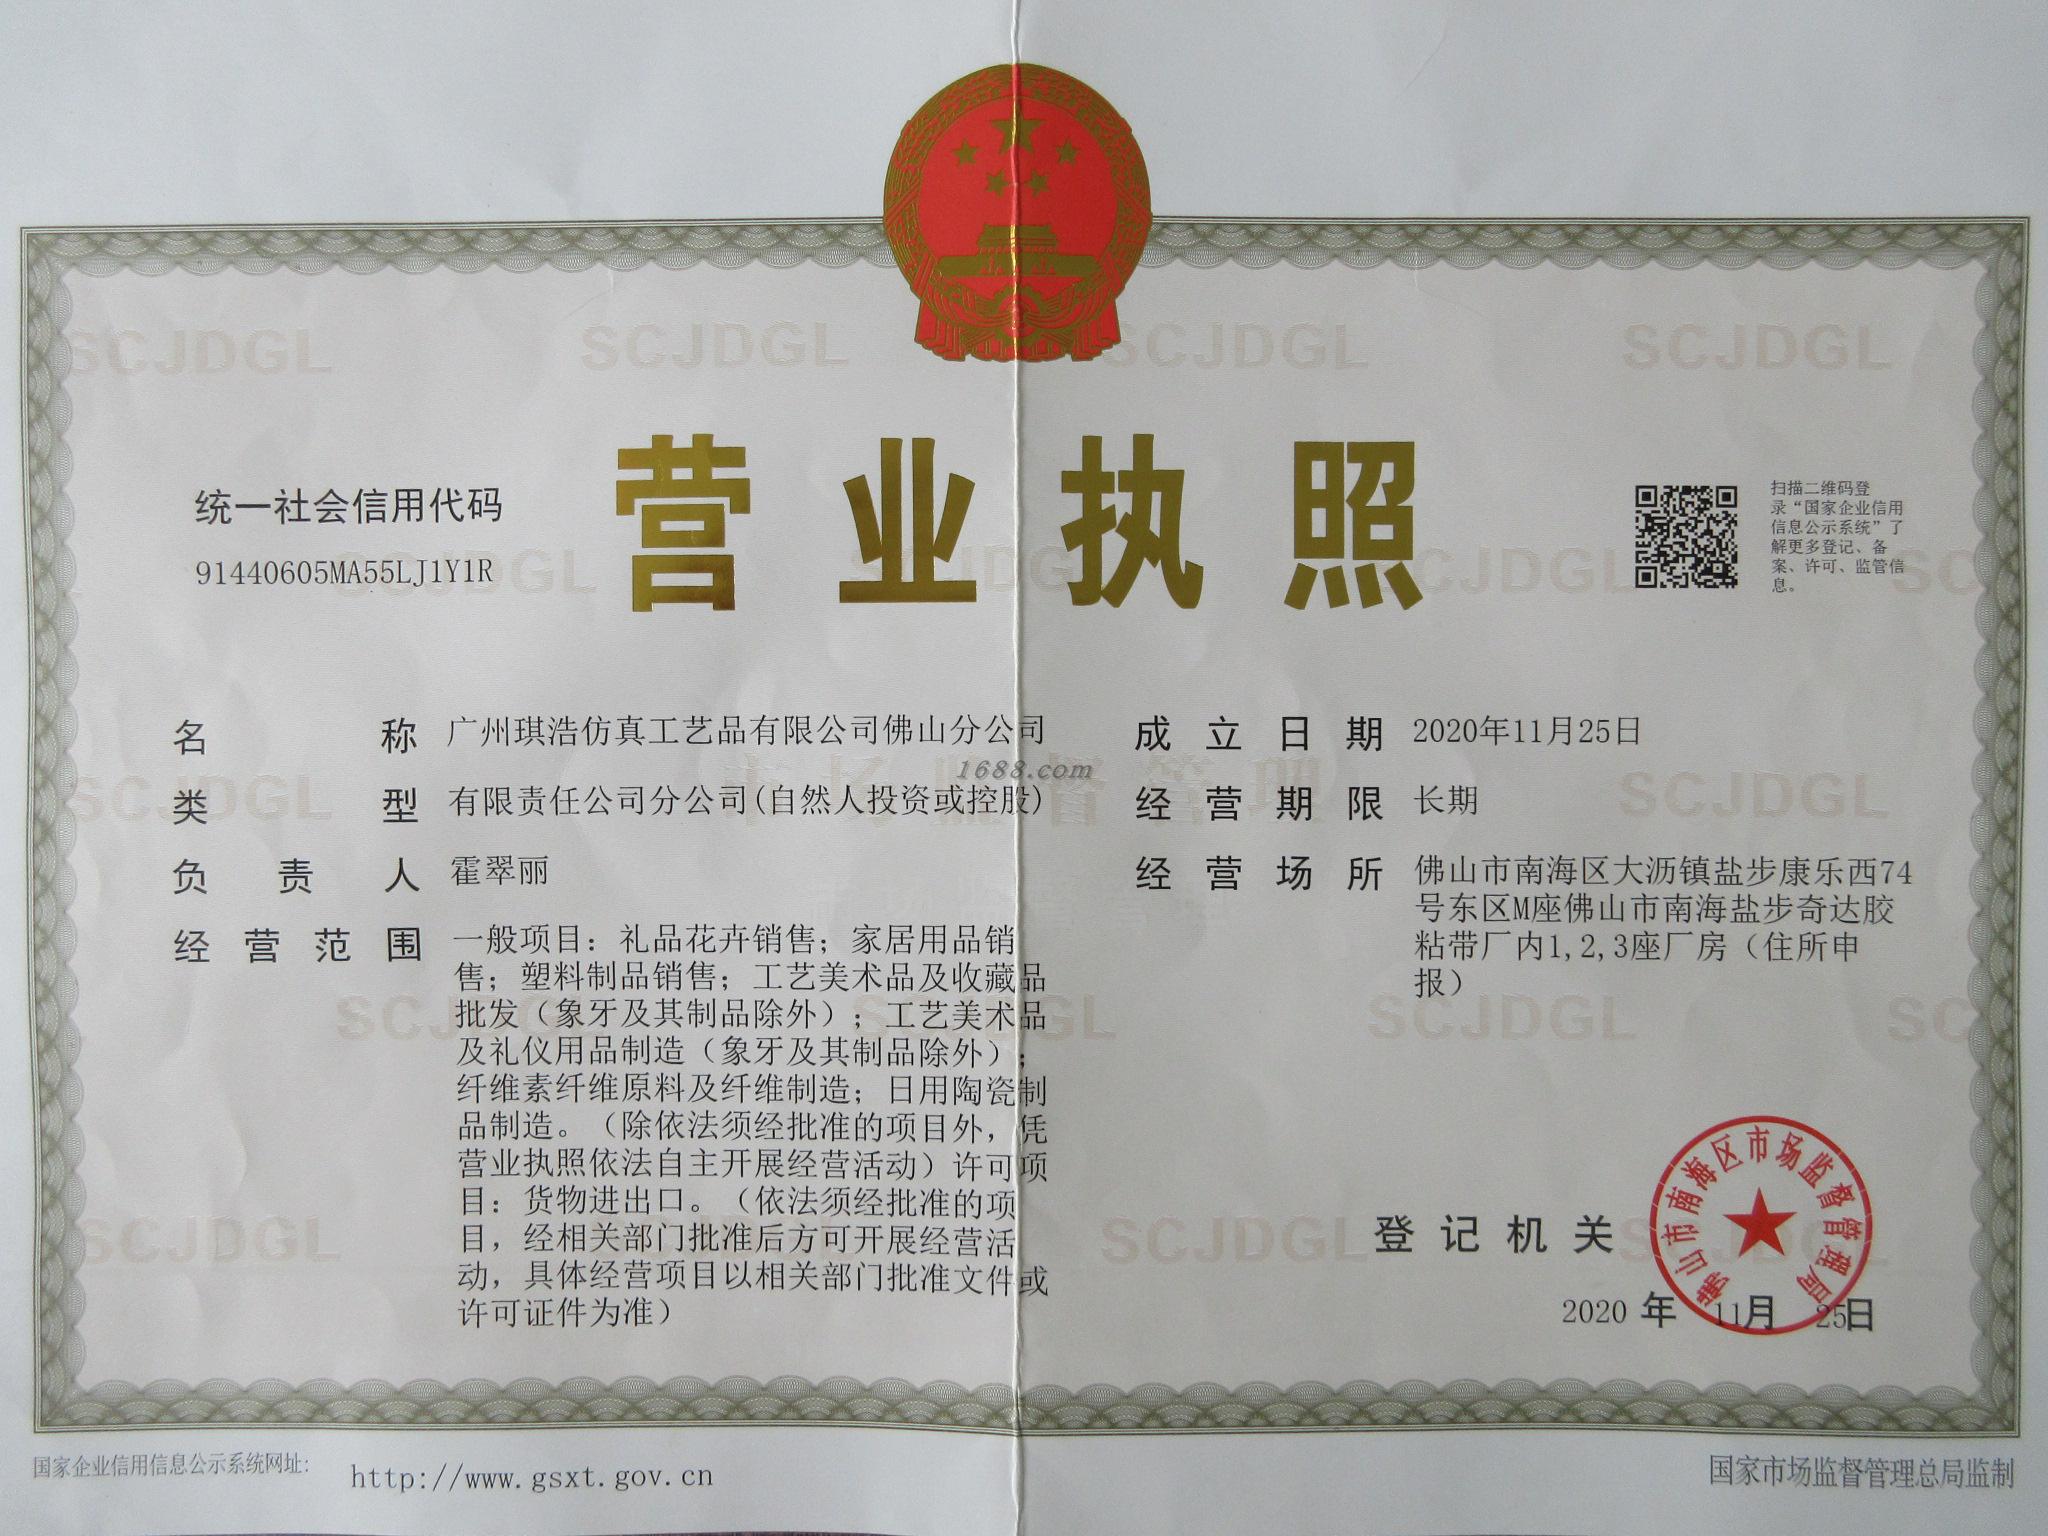 营业执照
统一社会信用代码
91440605MA55LJ1Y1R
扫描二维码登
录“国家企业信用
信息公示系统”了
解更多登记、备
案、许可、监管信
息。
名称 广州琪浩仿真工艺品有限公司佛山分公司
类型 有限责任公司分公司(自然人投资或控股)
负责人 霍翠丽
经营范围 一般项目：礼品花卉销售；家居用品销
售；塑料制品销售；工艺美术品及收藏品
批发（象牙及其制品除外）；工艺美术品
及礼仪用品制造（象牙及其制品除外）；
纤维素纤维原料及纤维制造；日用陶瓷制
品制造。（除依法须经批准的项目外，凭
营业执照依法自主开展经营活动）许可项
目：货物进出口。（依法须经批准的项
目，经相关部门批准后方可开展经营活
动，具体经营项目以相关部门批准文件或
许可证件为准）
成立日期 2020年11月25日
经营期限 长期
经营场所 佛山市南海区大沥镇盐步康乐西74
号东区M座佛山市南海盐步奇达胶
粘带厂内1,2,3座厂房（住所申
报）
1688.com
登记机关
佛山市南海区市场监督管理局
2020 年 11月 25日
国家企业信用信息公示系统网址：
http://www.gsxt.gov.cn
国家市场监督管理总局监制
SCJDGL
市场监督管理